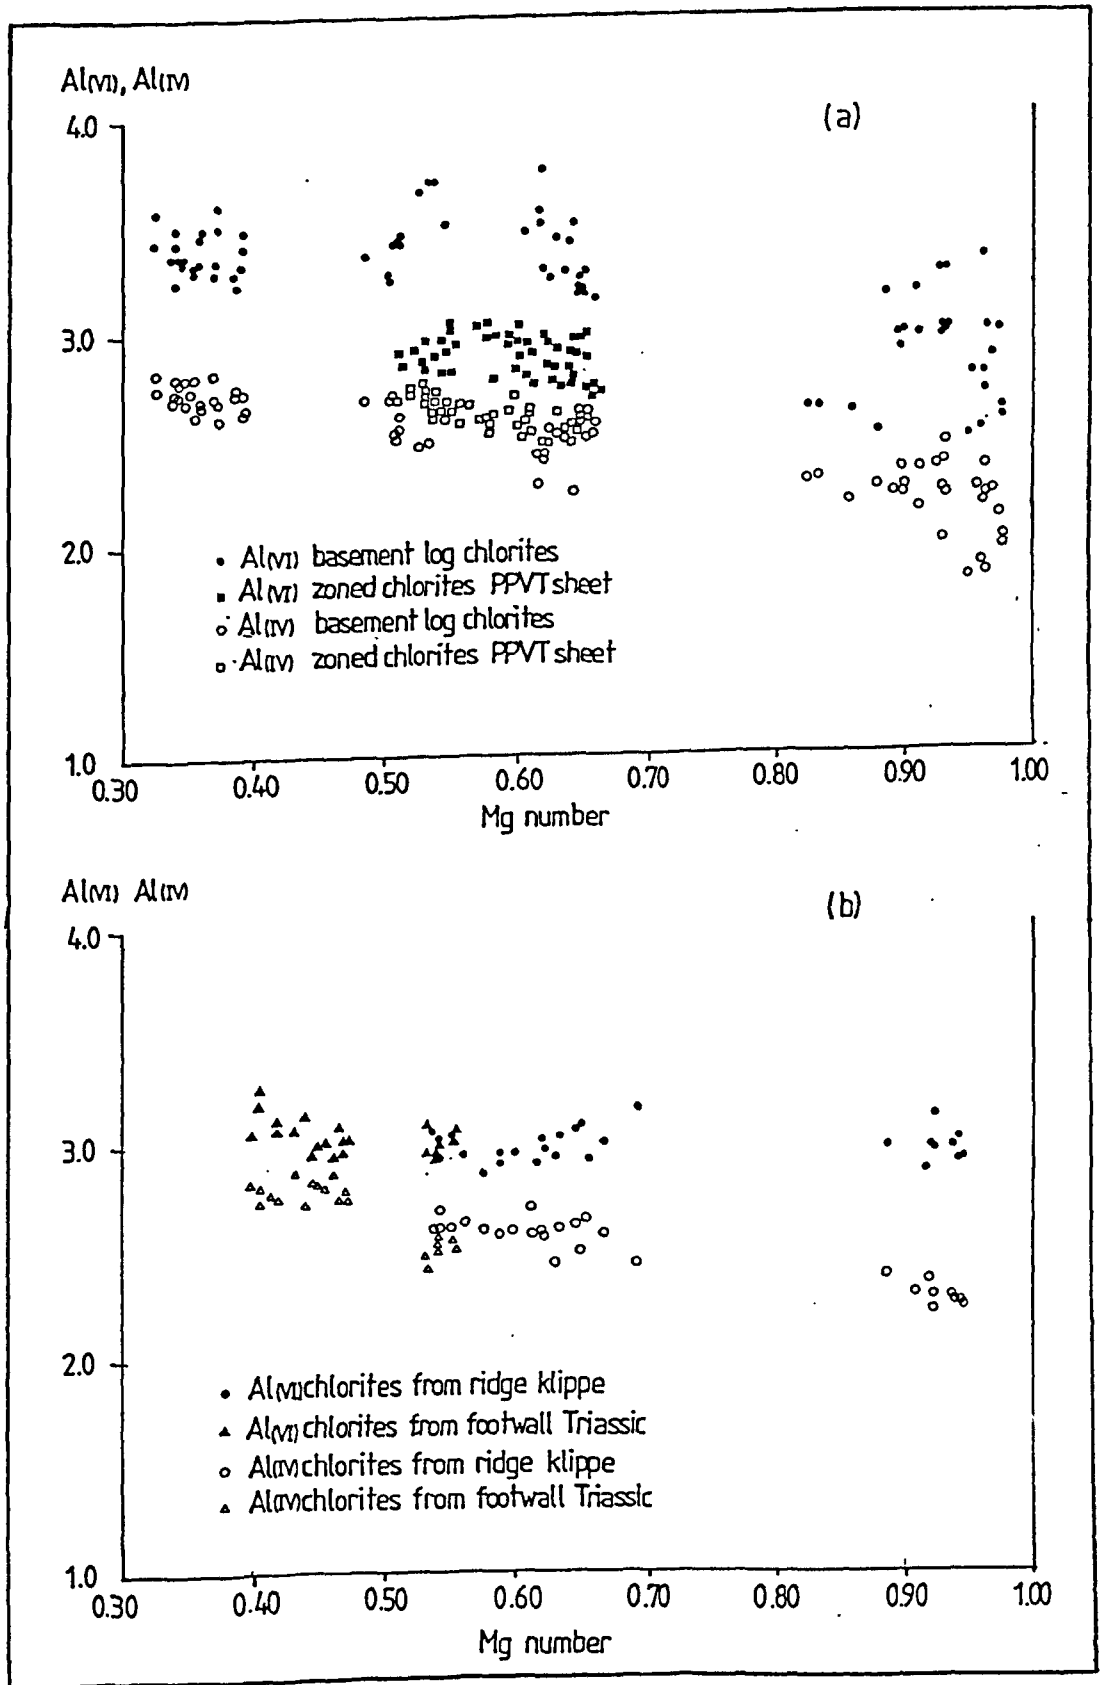 Al(VI), Al(IV)
(a)
4.0
3.0
2.0
1.0
• Al(VI) basement log chlorites
▪ Al(VI) zoned chlorites PPVT sheet
○ Al(IV) basement log chlorites
□ Al(IV) zoned chlorites PPVT sheet
0.30 0.40 0.50 0.60 0.70 0.80 0.90 1.00
Mg number
Al(VI) Al(IV)
(b)
4.0
3.0
2.0
1.0
• Al(VI) chlorites from ridge klippe
▲ Al(VI) chlorites from footwall Triassic
○ Al(IV) chlorites from ridge klippe
△ Al(IV) chlorites from footwall Triassic
0.30 0.40 0.50 0.60 0.70 0.80 0.90 1.00
Mg number